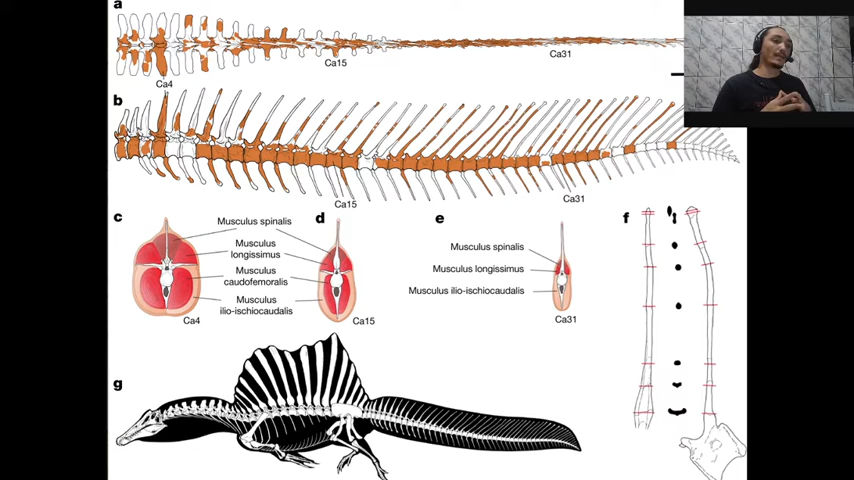 a
Ca4
Ca15
Ca31
b
Ca15
Ca31
c
d
e
f
Musculus spinalis
Musculus
longissimus
Musculus
caudofemoralis
Musculus
ilio-ischiocaudalis
Ca4
Ca15
Musculus spinalis
Musculus longissimus
Musculus ilio-ischiocaudalis
Ca31
g